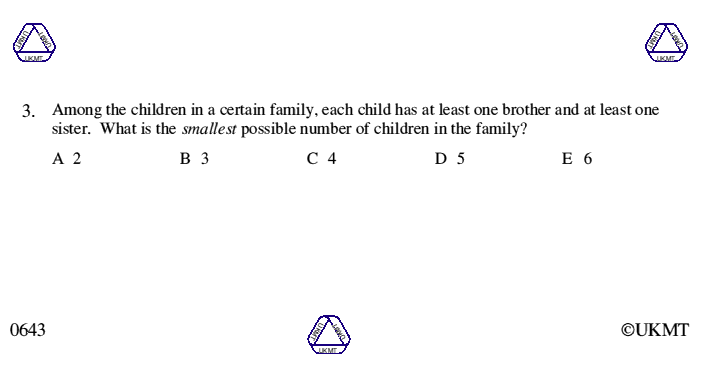 UKMT UKMT UKMT
UKMT UKMT UKMT
3. Among the children in a certain family, each child has at least one brother and at least one
sister. What is the smallest possible number of children in the family?
A 2 B 3 C 4 D 5 E 6
0643
UKMT UKMT UKMT
©UKMT